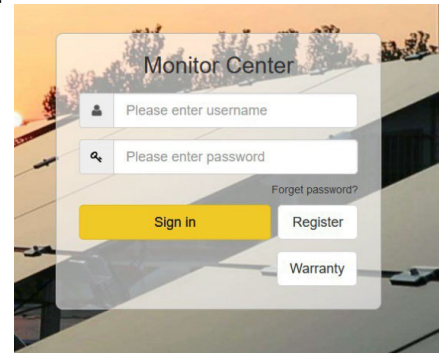 Monitor Center
Please enter username
Please enter password
Forget password?
Sign in Register
Warranty